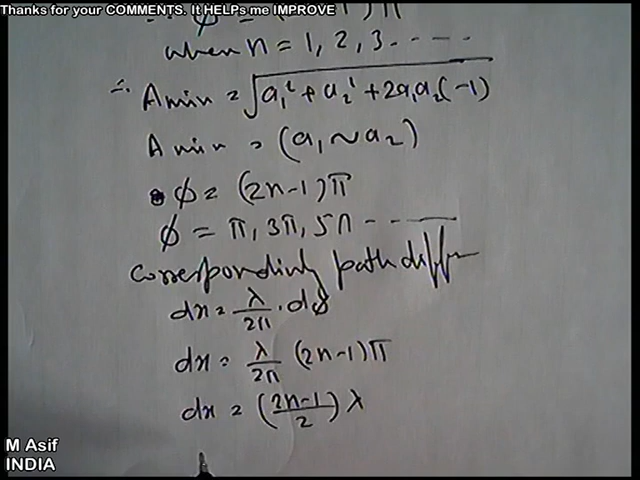 Thanks for your COMMENTS. It HELPs me IMPROVE
when n = 1, 2, 3 - - - - -
∴ Amin = √(a₁² + a₂² + 2a₁a₂(-1))
Amin = (a₁ ~ a₂)
ϕ = (2n-1)π
ϕ = π, 3π, 5π - - -
corresponding path
dx = λ/2π · dϕ
dx = λ/2π (2n-1)π
dx = (2n-1/2) λ
M Asif
INDIA